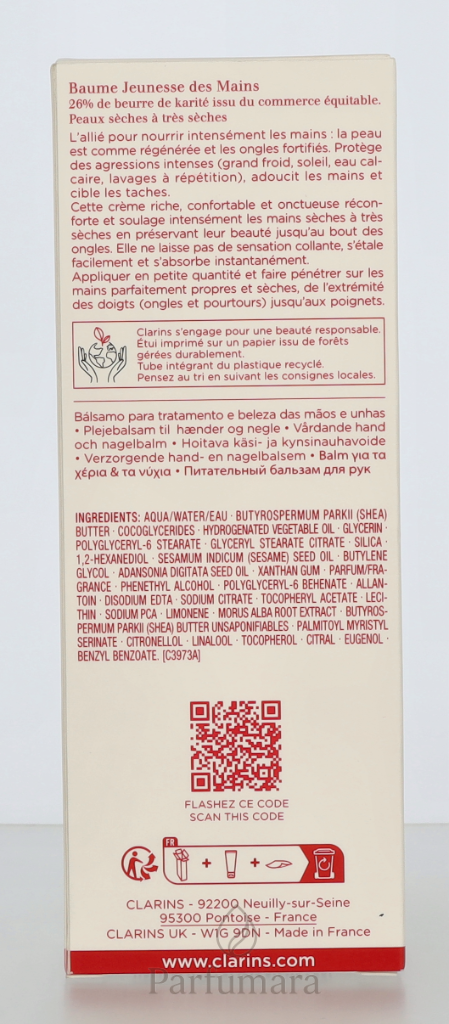 Baume Jeunesse des Mains
26% de beurre de karité issu du commerce équitable.
Peaux sèches à très sèches
L'allié pour nourrir intensément les mains : la peau
est comme régénérée et les ongles fortifiés. Protège
des agressions intenses (grand froid, soleil, eau cal-
caire, lavages à répétition), adoucit les mains et
cible les taches.
Cette crème riche, confortable et onctueuse récon-
forte et soulage intensément les mains sèches à très
sèches en préservant leur beauté jusqu'au bout des
ongles. Elle ne laisse pas de sensation collante, s'étale
facilement et s'absorbe instantanément.
Appliquer en petite quantité et faire pénétrer sur les
mains parfaitement propres et sèches, de l'extrémité
des doigts (ongles et pourtours) jusqu'aux poignets.
Clarins s'engage pour une beauté responsable.
Étui imprimé sur un papier issu de forêts
gérées durablement.
Tube intégrant du plastique recyclé.
Pensez au tri en suivant les consignes locales.
Bálsamo para tratamento e beleza das mãos e unhas
• Plejebalsam til hænder og negle • Vårdande hand
och nagelbalm • Hoitava käsi- ja kynsinauhavoide
• Verzorgende hand- en nagelbalsem • Balm για τα
χέρια & τα νύχια • Питательный бальзам для рук
INGREDIENTS: AQUA/WATER/EAU · BUTYROSPERMUM PARKII (SHEA)
BUTTER · COCOGLYCERIDES · HYDROGENATED VEGETABLE OIL · GLYCERIN ·
POLYGLYCERYL-6 STEARATE · GLYCERYL STEARATE CITRATE · SILICA ·
1,2-HEXANEDIOL · SESAMUM INDICUM (SESAME) SEED OIL · BUTYLENE
GLYCOL · ADANSONIA DIGITATA SEED OIL · XANTHAN GUM · PARFUM/FRA-
GRANCE · PHENETHYL ALCOHOL · POLYGLYCERYL-6 BEHENATE · ALLAN-
TOIN · DISODIUM EDTA · SODIUM CITRATE · TOCOPHERYL ACETATE · LECI-
THIN · SODIUM PCA · LIMONENE · MORUS ALBA ROOT EXTRACT · BUTYROS-
PERMUM PARKII (SHEA) BUTTER UNSAPONIFIABLES · PALMITOYL MYRISTYL
SERINATE · CITRONELLOL · LINALOOL · TOCOPHEROL · CITRAL · EUGENOL ·
BENZYL BENZOATE. [C3973A]
FLASHEZ CE CODE
SCAN THIS CODE
FR
+ +
CLARINS - 92200 Neuilly-sur-Seine
95300 Pontoise - France
CLARINS UK - W1G 9DN - Made in France
www.clarins.com
Parfumara